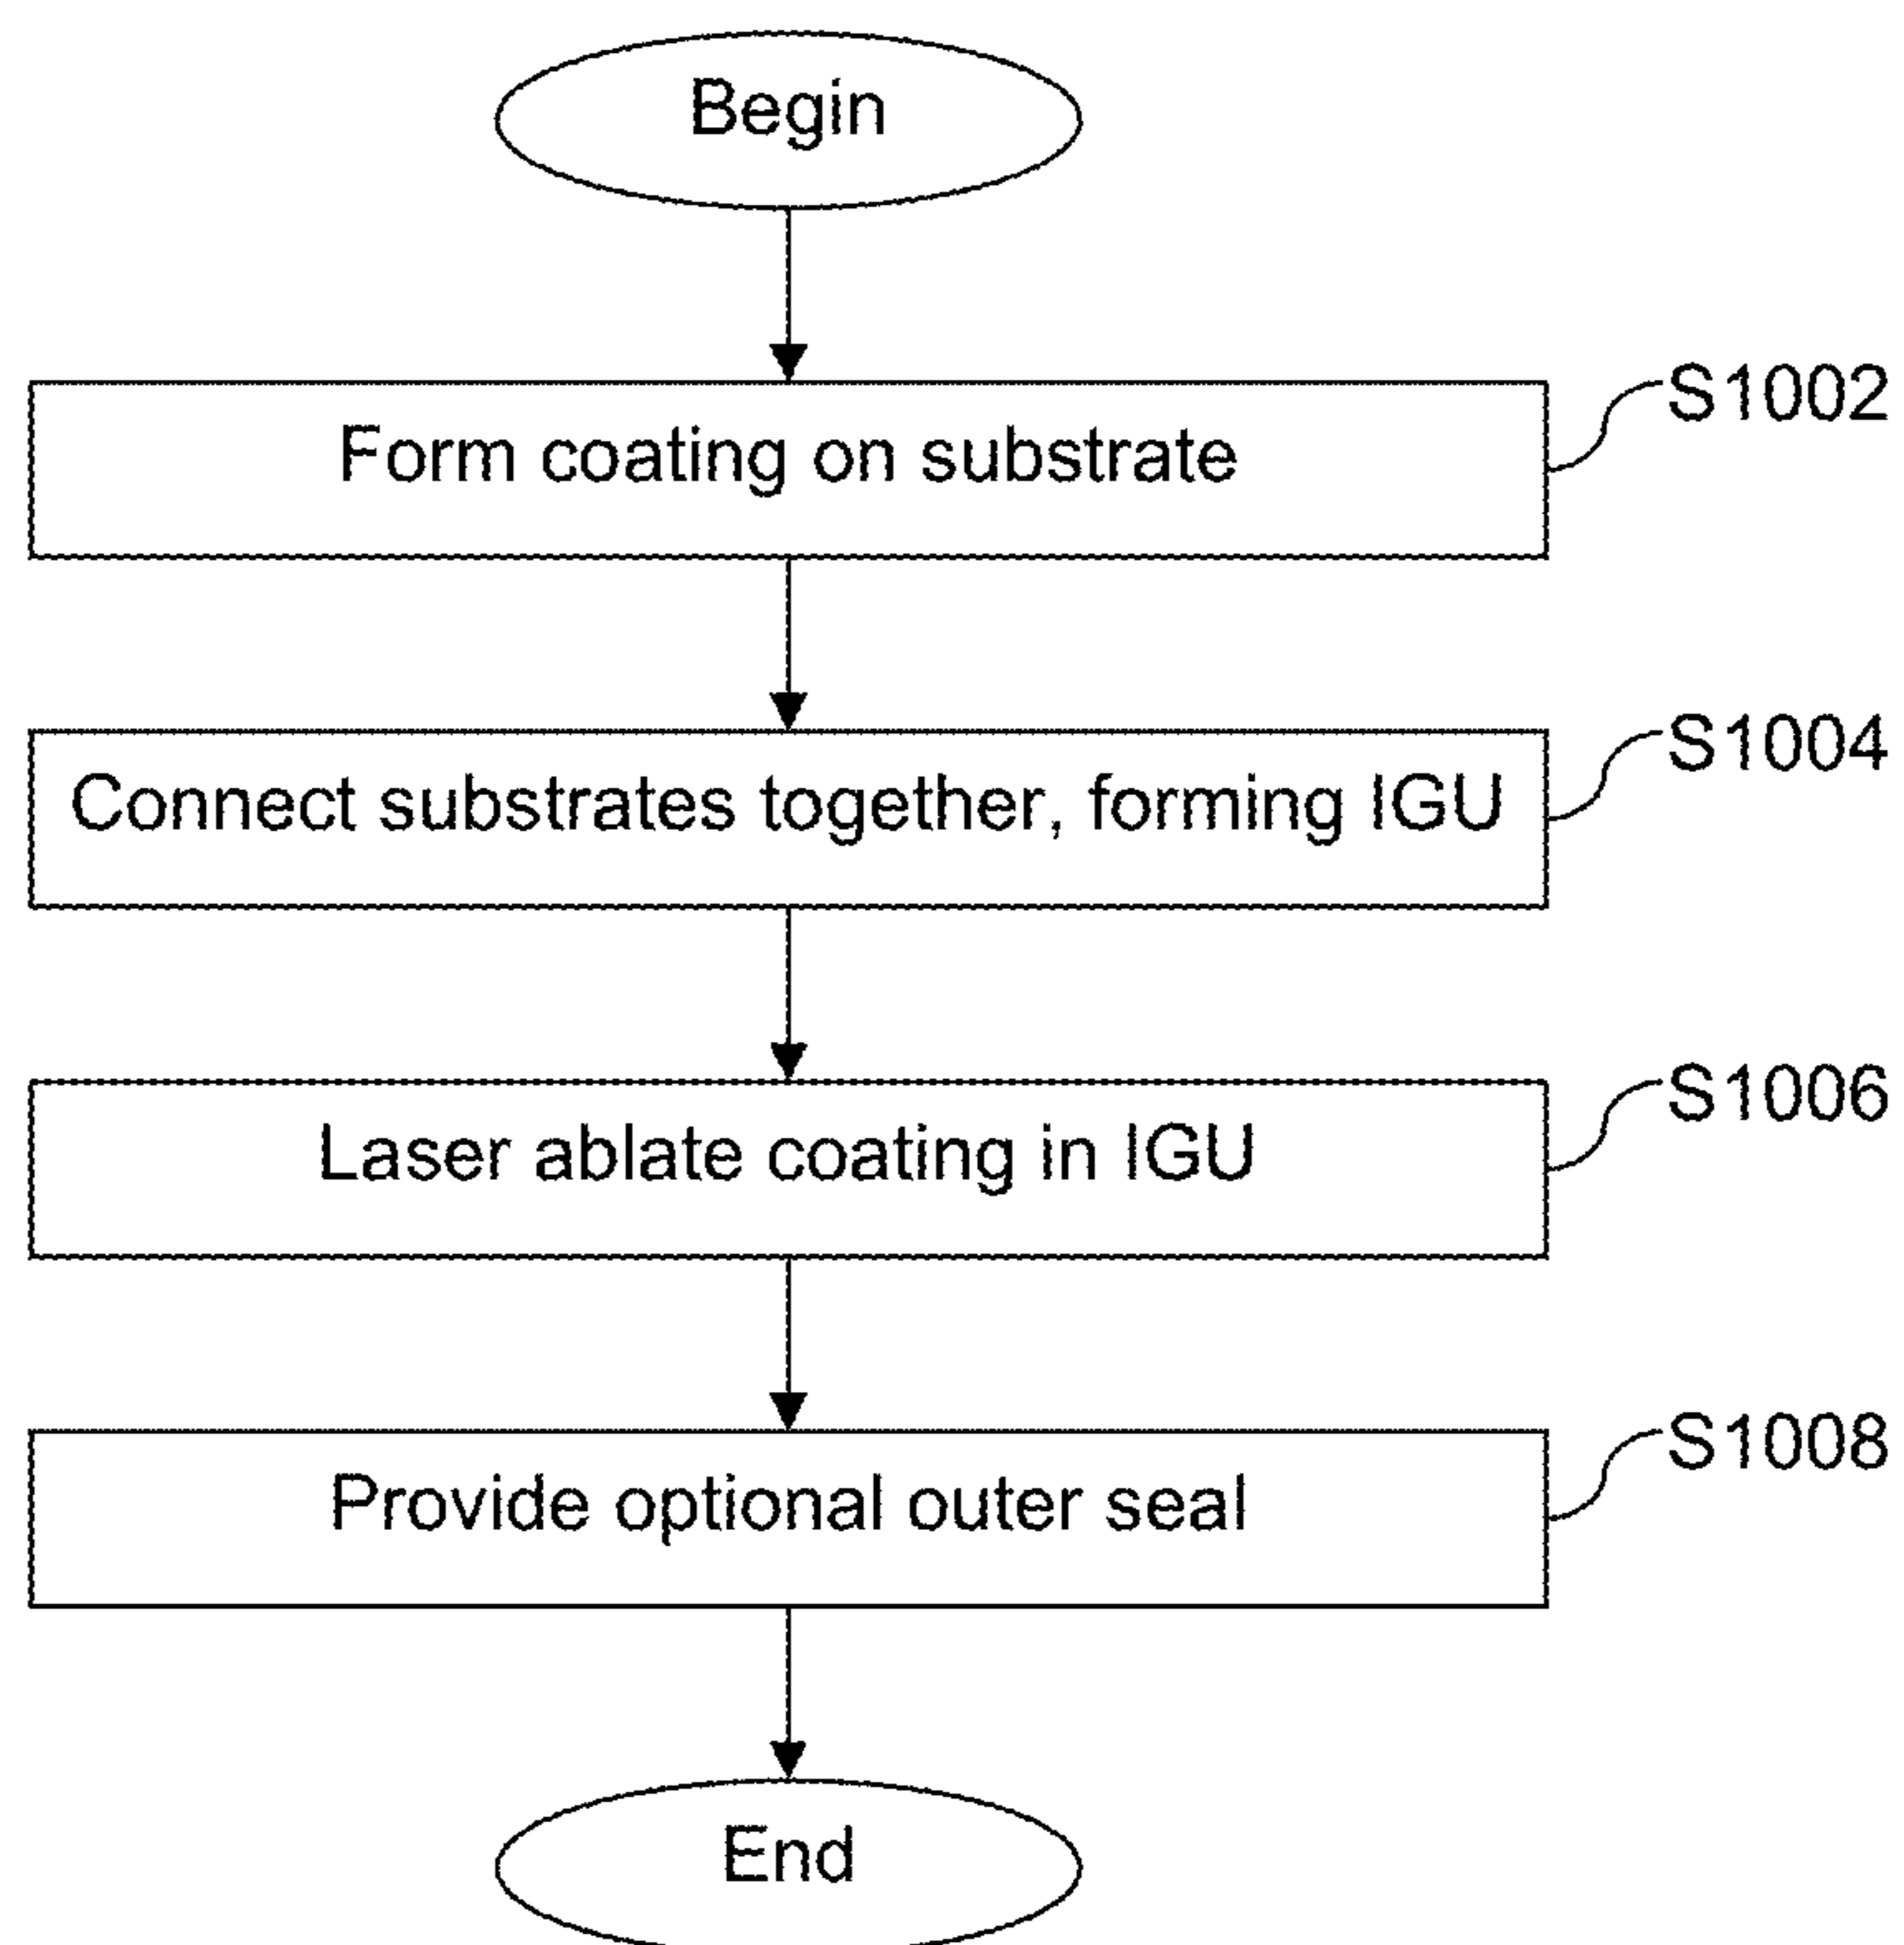 Begin
Form coating on substrate
S1002
Connect substrates together, forming IGU
S1004
Laser ablate coating in IGU
S1006
Provide optional outer seal
S1008
End